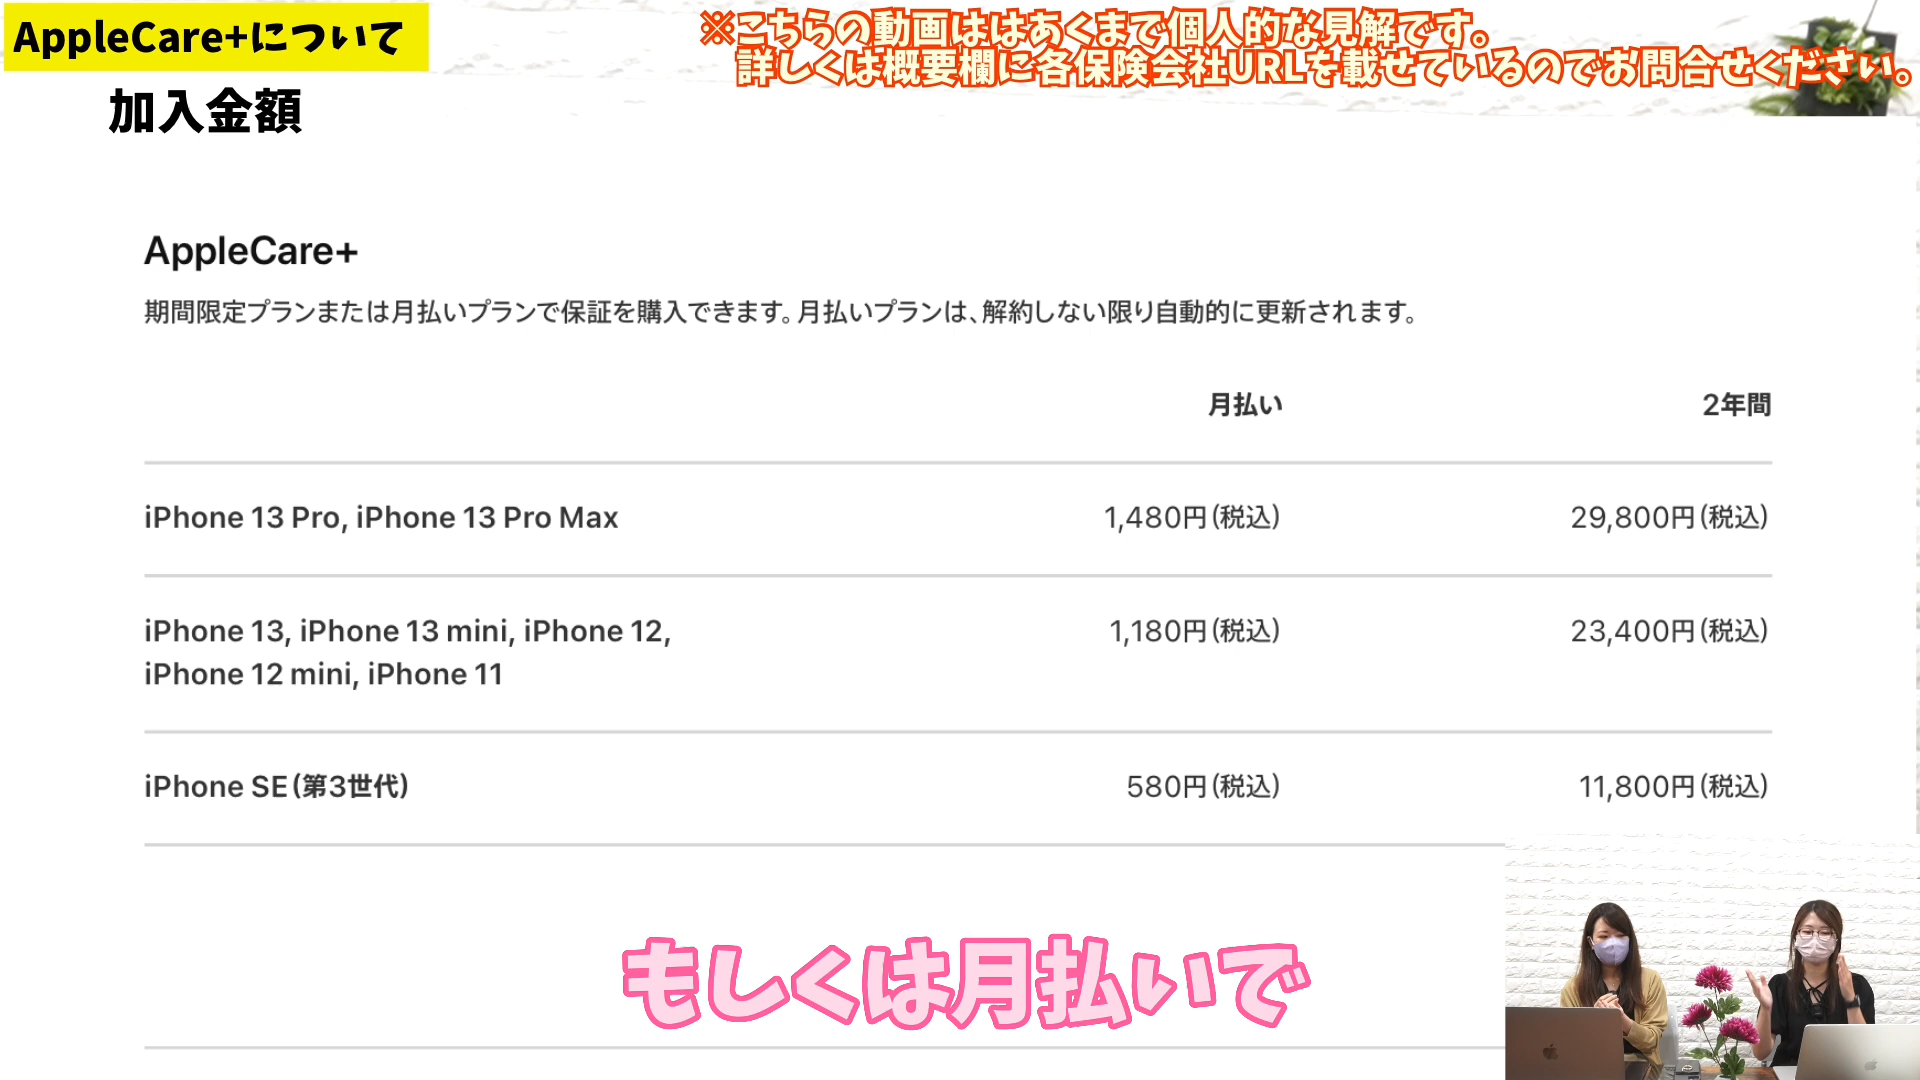 AppleCare+について
※こちらの動画ははあくまで個人的な見解です。
詳しくは概要欄に各保険会社URLを載せているのでお問合せください。
加入金額
AppleCare+
期間限定プランまたは月払いプランで保証を購入できます。月払いプランは、解約しない限り自動的に更新されます。
月払い 2年間
iPhone 13 Pro, iPhone 13 Pro Max 1,480円(税込) 29,800円(税込)
iPhone 13, iPhone 13 mini, iPhone 12, 1,180円(税込) 23,400円(税込)
iPhone 12 mini, iPhone 11
iPhone SE(第3世代) 580円(税込) 11,800円(税込)
もしくは月払いで